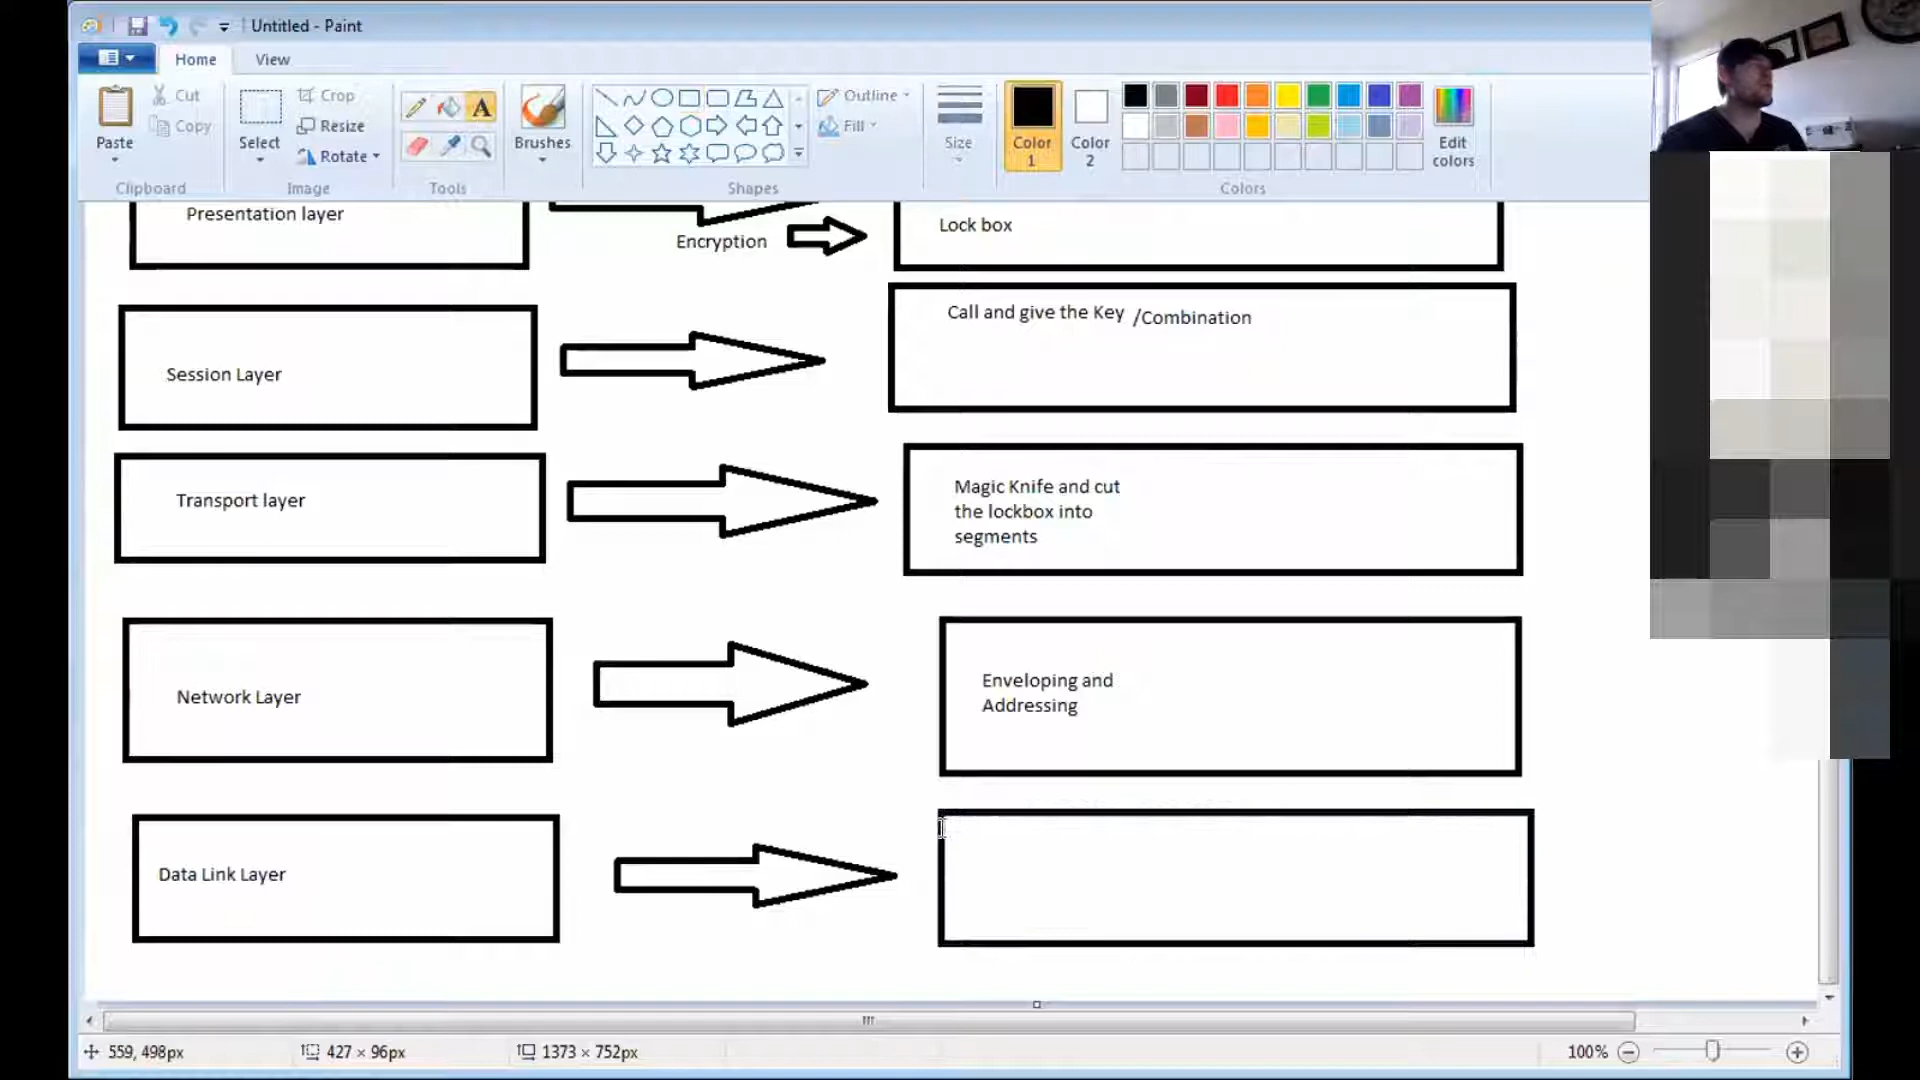 Untitled - Paint
Home
View
Paste
Cut
Copy
Clipboard
Select
Crop
Resize
Rotate
Image
A
Tools
Brushes
Outline
Fill
Shapes
Size
Color
1
Color
2
Edit
colors
Colors
Presentation layer
Encryption
Lock box
Session Layer
Call and give the Key /Combination
Transport layer
Magic Knife and cut
the lockbox into
segments
Network Layer
Enveloping and
Addressing
Data Link Layer
559, 498px
427 × 96px
1373 × 752px
100%